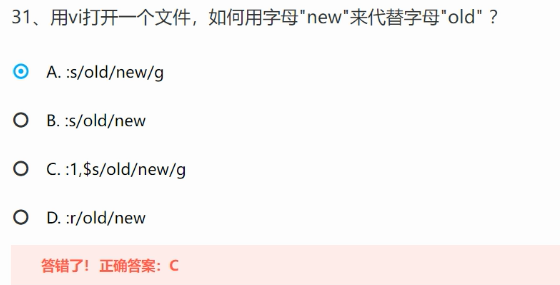 31、用vi打开一个文件，如何用字母"new"来代替字母"old" ？
A. :s/old/new/g
B. :s/old/new
C. :1,$s/old/new/g
D. :r/old/new
答错了！正确答案：C